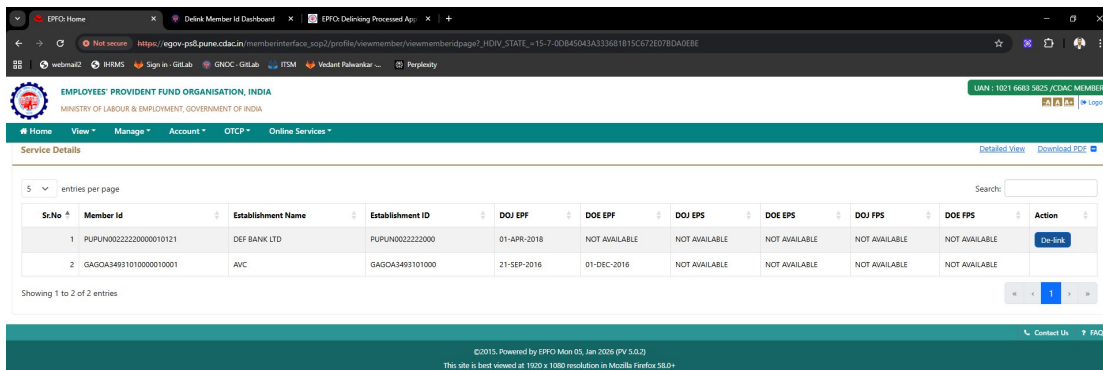 EPFO: Home
Delink Member Id Dashboard
EPFO: Delinking Processed App
Not secure https://egov-ps8.pune.cdac.in/memberinterface_sop2/profile/viewmember/viewmemberidpage?_HDIV_STATE_=15-7-0DB45043A333681B15C672E07BDA0EBE
webmail2 IHRMS Sign in · GitLab GNOC · GitLab ITSM Vedant Palwankar -... Perplexity
EMPLOYEES' PROVIDENT FUND ORGANISATION, INDIA
MINISTRY OF LABOUR & EMPLOYMENT, GOVERNMENT OF INDIA
UAN : 1021 6683 5825 /CDAC MEMBER
-A A A+ Logo
Home View Manage Account OTCP Online Services
Service Details
Detailed View Download PDF
5 entries per page
Search:
Sr.No Member Id Establishment Name Establishment ID DOJ EPF DOE EPF DOJ EPS DOE EPS DOJ FPS DOE FPS Action
1 PUPUN00222220000010121 DEF BANK LTD PUPUN0022222000 01-APR-2018 NOT AVAILABLE NOT AVAILABLE NOT AVAILABLE NOT AVAILABLE NOT AVAILABLE De-link
2 GAGOA34931010000010001 AVC GAGOA3493101000 21-SEP-2016 01-DEC-2016 NOT AVAILABLE NOT AVAILABLE NOT AVAILABLE NOT AVAILABLE
Showing 1 to 2 of 2 entries
« ‹ 1 › »
Contact Us ? FAQ
©2015. Powered by EPFO Mon 05, Jan 2026 (PV 5.0.2)
This site is best viewed at 1920 x 1080 resolution in Mozilla Firefox 58.0+